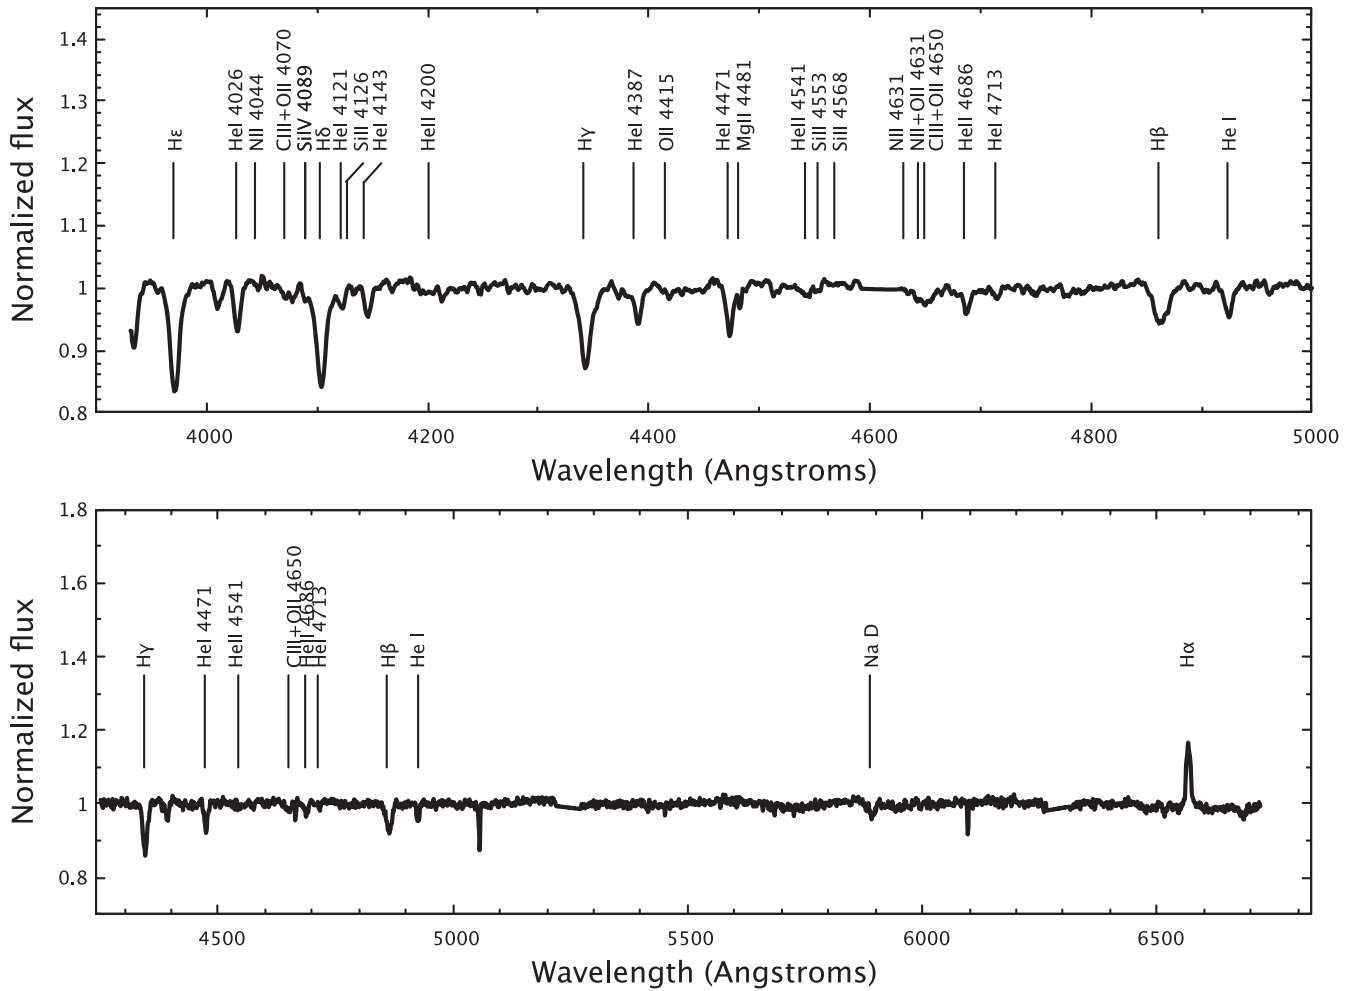 1.4
1.3
1.2
1.1
1
0.9
0.8
Normalized flux
Hε
HeI 4026
NII 4044
CIII+OII 4070
SiIV 4089
Hδ
HeI 4121
SiII 4126
HeI 4143
HeII 4200
Hγ
HeI 4387
OII 4415
HeI 4471
MgII 4481
HeII 4541
SiII 4553
SiII 4568
NII 4631
NII+OII 4631
CIII+OII 4650
HeII 4686
HeI 4713
Hβ
He I
4000 4200 4400 4600 4800 5000
Wavelength (Angstroms)
1.8
1.6
1.4
1.2
1
0.8
Normalized flux
Hγ
HeI 4471
HeII 4541
CIII+OII 4650
HeII 4686
HeI 4713
Hβ
He I
Na D
Hα
4500 5000 5500 6000 6500
Wavelength (Angstroms)